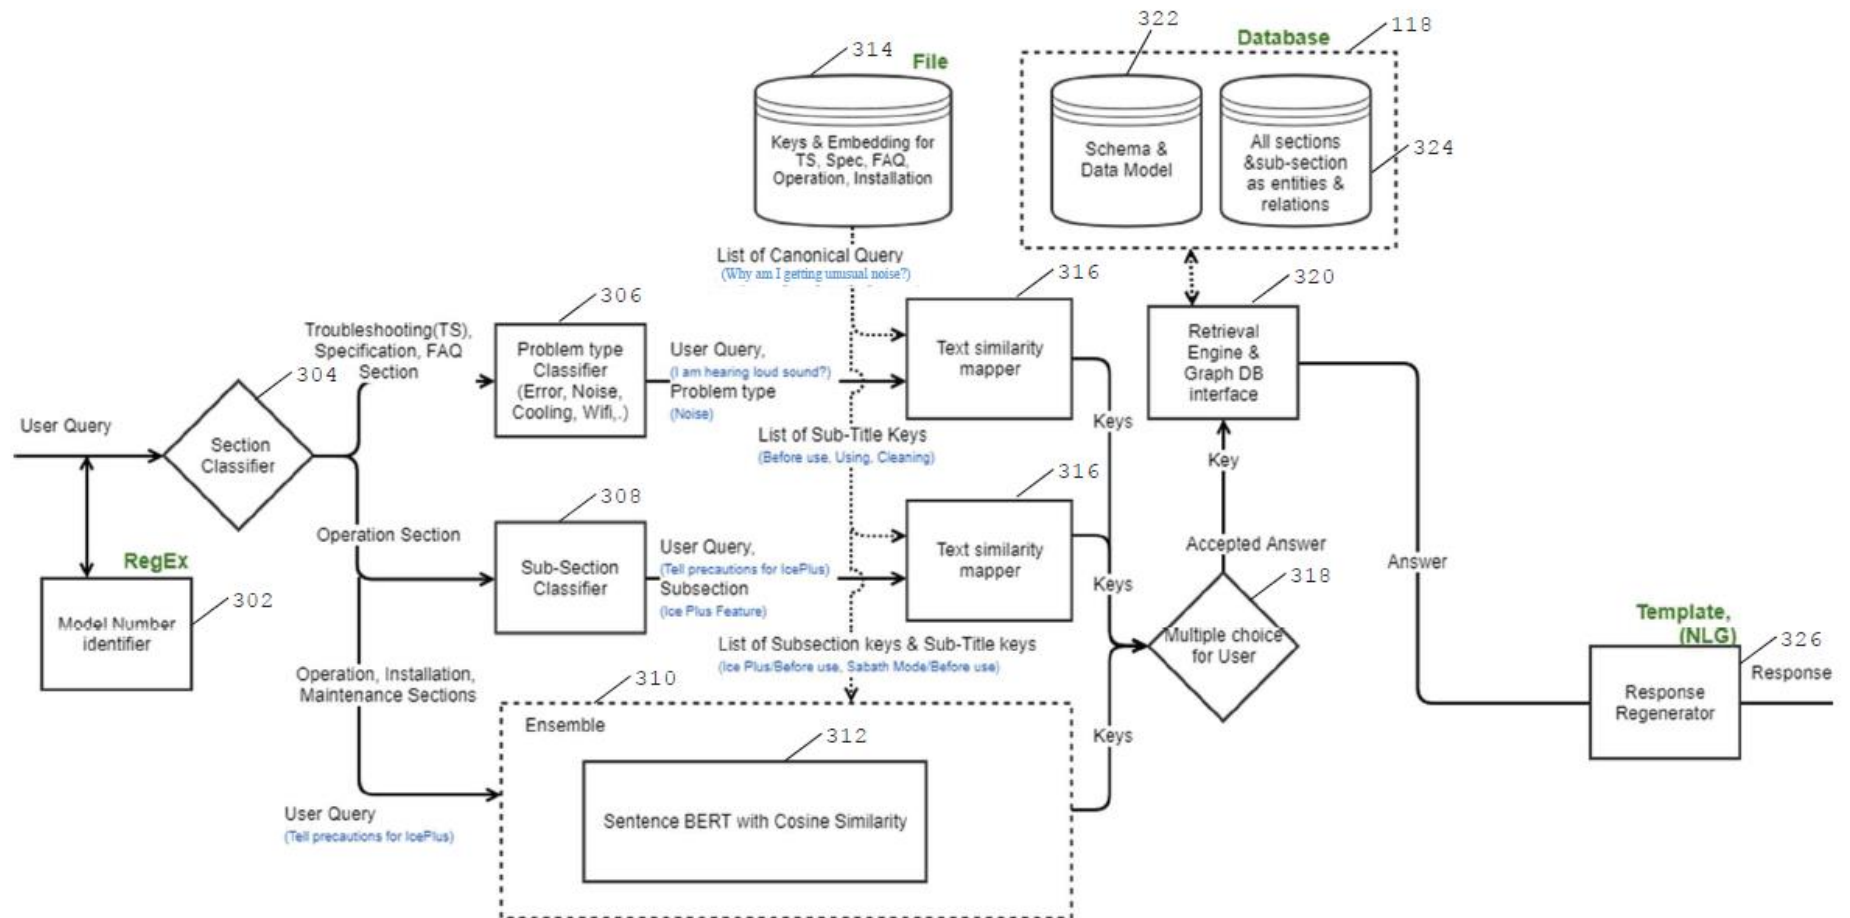 322
118
Database
314
File
Keys & Embedding for
TS, Spec, FAQ,
Operation, Installation
Schema &
Data Model
All sections
&sub-section
as entities &
relations
324
List of Canonical Query
(Why am I getting unusual noise?)
316
320
306
Troubleshooting(TS),
Specification, FAQ
Section
304
Problem type
Classifier
(Error, Noise,
Cooling, Wifi,.)
User Query,
(I am hearing loud sound?)
Problem type
(Noise)
Text similarity
mapper
Retrieval
Engine &
Graph DB
interface
User Query
Section
Classifier
Keys
List of Sub-Title Keys
(Before use, Using, Cleaning)
Key
316
308
Operation Section
Sub-Section
Classifier
User Query,
(Tell precautions for IcePlus)
Subsection
(Ice Plus Feature)
Text similarity
mapper
Accepted Answer
Keys
318
Answer
RegEx
Model Number
identifier
302
List of Subsection keys & Sub-Title keys
(Ice Plus/Before use, Sabath Mode/Before use)
Multiple choice
for User
Template,
(NLG)
326
Response
Response
Regenerator
Operation, Installation,
Maintenance Sections
310
Ensemble
312
Keys
User Query
(Tell precautions for IcePlus)
Sentence BERT with Cosine Similarity